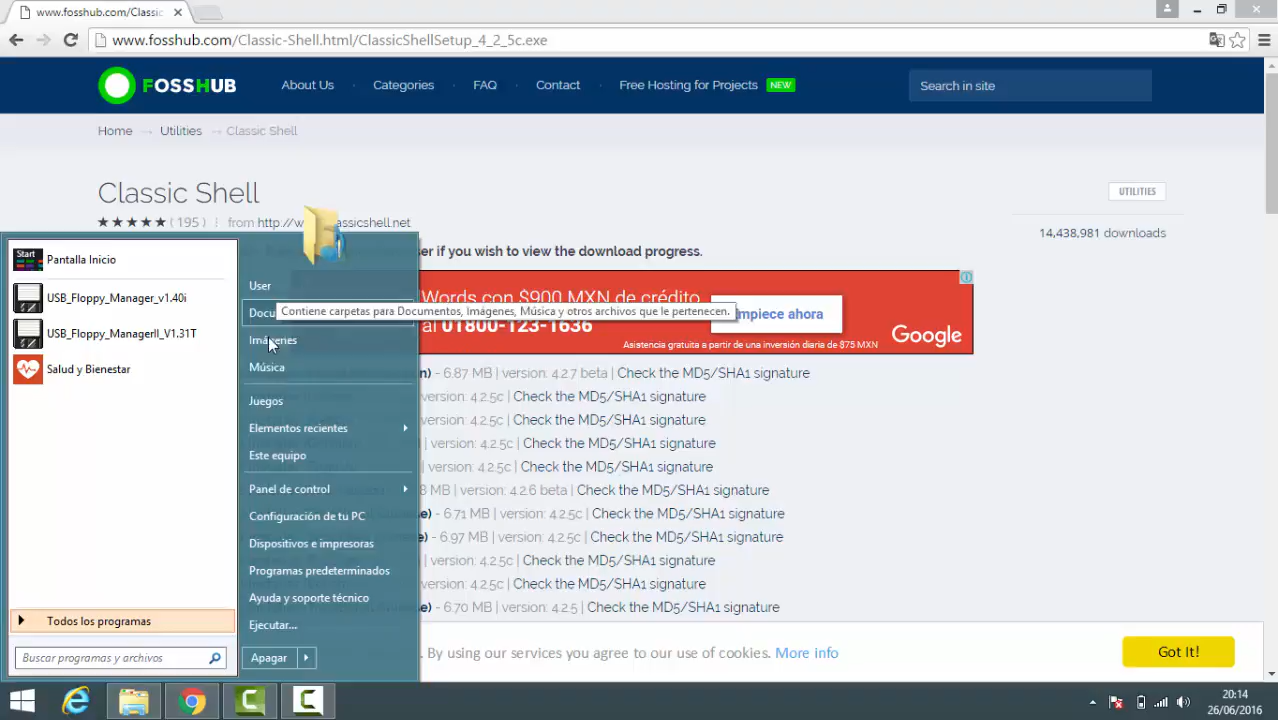 www.fosshub.com/Classic
www.fosshub.com/Classic-Shell.html/ClassicShellSetup_4_2_5c.exe
FOSSHUB
About Us
Categories
FAQ
Contact
Free Hosting for Projects
NEW
Search in site
Home → Utilities → Classic Shell
Classic Shell
UTILITIES
★★★★★ (195) ⁝ from http://w
assicshell.net
14,438,981 downloads
er if you wish to view the download progress.
Words con $900 MXN de crédito
al 01800-123-1636
mpiece ahora
Asistencia gratuita a partir de una inversión diaria de $75 MXN
Google
) - 6.87 MB | version: 4.2.7 beta | Check the MD5/SHA1 signature
version: 4.2.5c | Check the MD5/SHA1 signature
version: 4.2.5c | Check the MD5/SHA1 signature
| version: 4.2.5c | Check the MD5/SHA1 signature
| version: 4.2.5c | Check the MD5/SHA1 signature
8 MB | version: 4.2.6 beta | Check the MD5/SHA1 signature
) - 6.71 MB | version: 4.2.5c | Check the MD5/SHA1 signature
e) - 6.97 MB | version: 4.2.5c | Check the MD5/SHA1 signature
| version: 4.2.5c | Check the MD5/SHA1 signature
version: 4.2.5c | Check the MD5/SHA1 signature
e) - 6.70 MB | version: 4.2.5 | Check the MD5/SHA1 signature
. By using our services you agree to our use of cookies. More info
Got It!
Start
Pantalla Inicio
USB_Floppy_Manager_v1.40i
USB_Floppy_ManagerII_V1.31T
Salud y Bienestar
Todos los programas
Buscar programas y archivos
User
Docu
Contiene carpetas para Documentos, Imágenes, Música y otros archivos que le pertenecen.
Imágenes
Música
Juegos
Elementos recientes
Este equipo
Panel de control
Configuración de tu PC
Dispositivos e impresoras
Programas predeterminados
Ayuda y soporte técnico
Ejecutar...
Apagar
20:14
26/06/2016